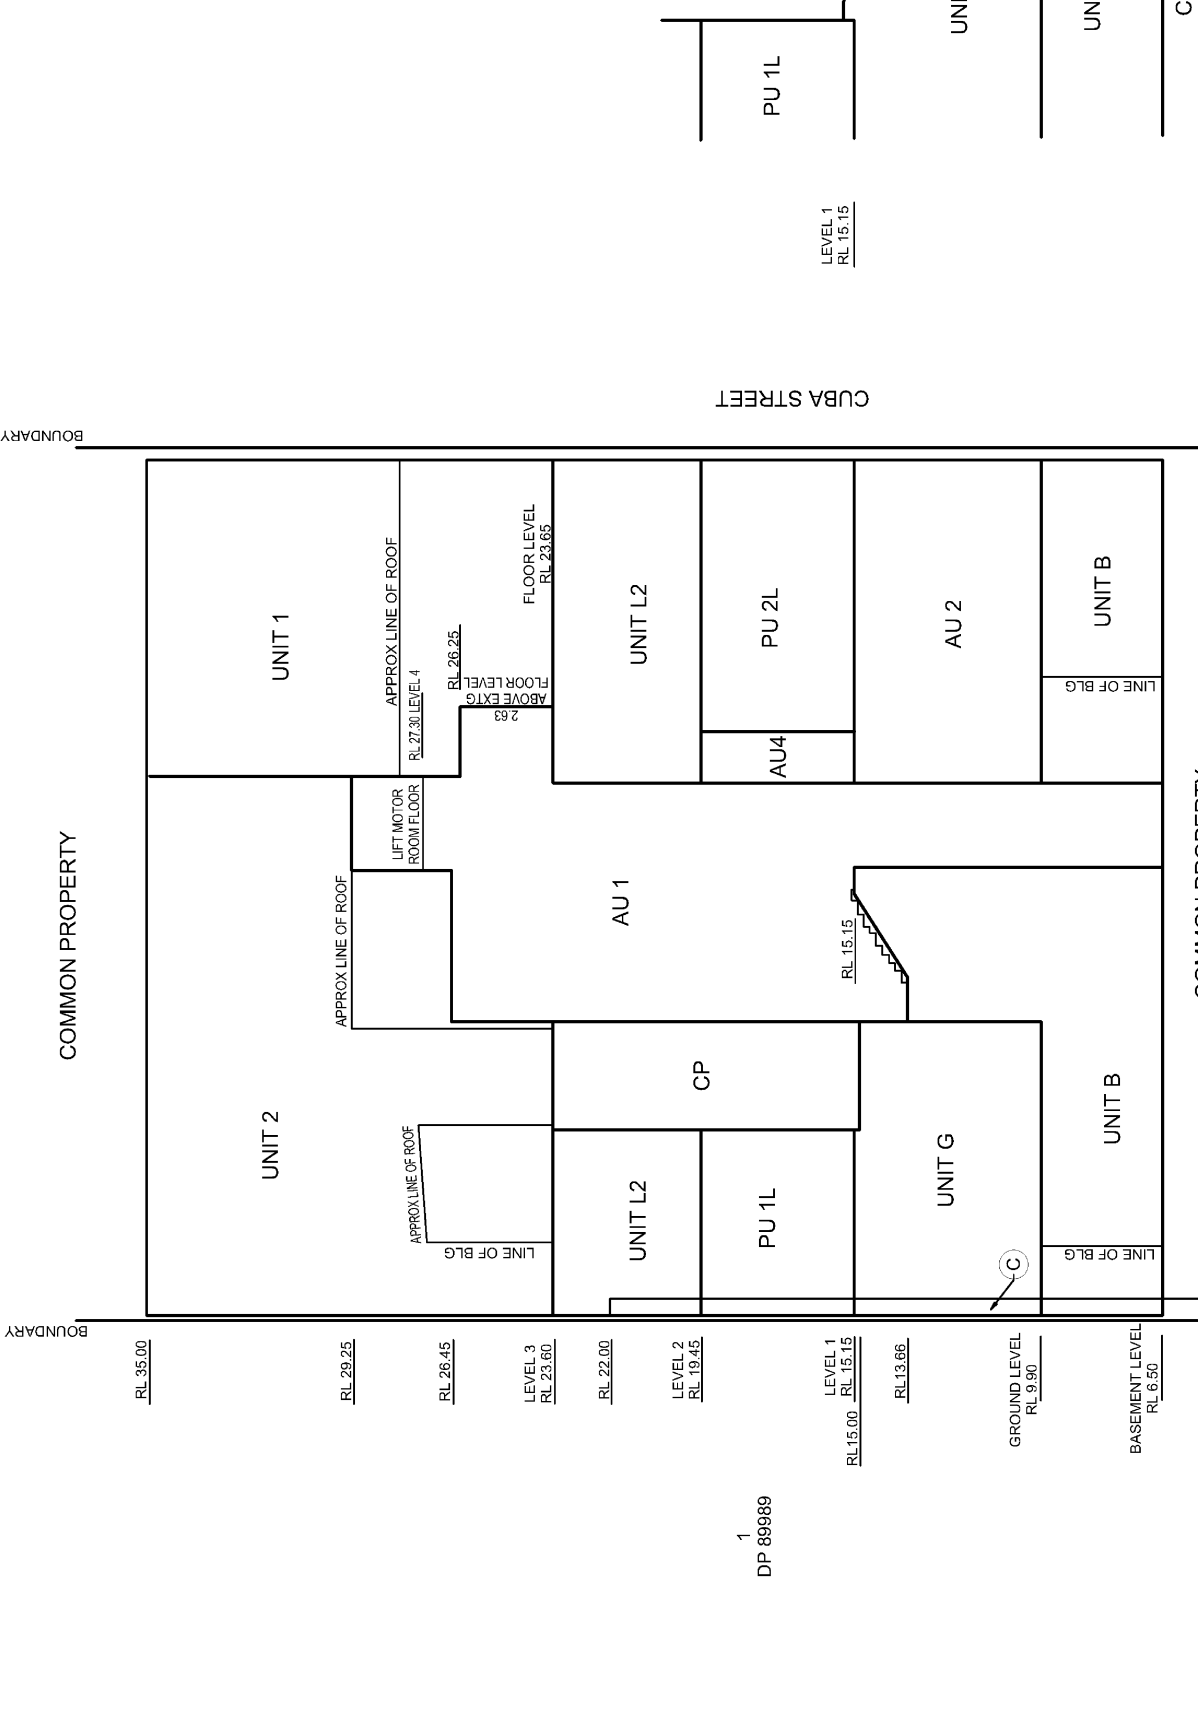 COMMON PROPERTY
BOUNDARY
BOUNDARY
RL 35.00
RL 29.25
RL 26.45
LEVEL 3
RL 23.60
RL 22.00
LEVEL 2
RL 19.45
LEVEL 1
RL 15.15
RL15.00
RL13.66
GROUND LEVEL
RL 9.90
BASEMENT LEVEL
RL 6.50
1
DP 89989
UNIT 2
UNIT 1
APPROX LINE OF ROOF
APPROX LINE OF ROOF
APPROX LINE OF ROOF
LINE OF BLG
LIFT MOTOR
ROOM FLOOR
RL 27.30 LEVEL 4
RL 26.25
2.63
ABOVE EXTG
FLOOR LEVEL
FLOOR LEVEL
RL 23.65
UNIT L2
CP
AU 1
UNIT L2
PU 1L
AU4
PU 2L
RL 15.15
UNIT G
C
AU 2
LINE OF BLG
UNIT B
LINE OF BLG
UNIT B
CUBA STREET
LEVEL 1
RL 15.15
PU 1L
UNI
UN
C
COMMON PROPERTY